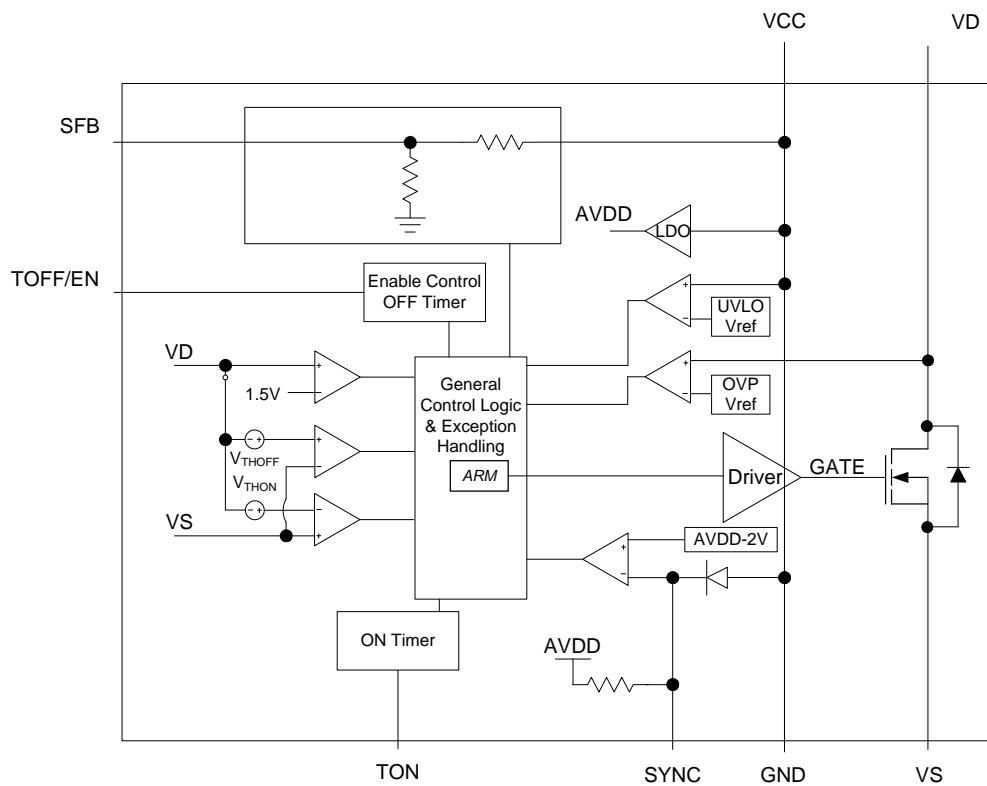 VCC
VD
SFB
AVDD
LDO
TOFF/EN
Enable Control
OFF Timer
+
−
UVLO
Vref
VD
+
−
1.5V
+
−
OVP
Vref
General
Control Logic
& Exception
Handling
ARM
− +
VTHOFF
+
−
VTHON
− +
−
+
VS
Driver
GATE
AVDD-2V
+
−
ON Timer
AVDD
TON
SYNC
GND
VS